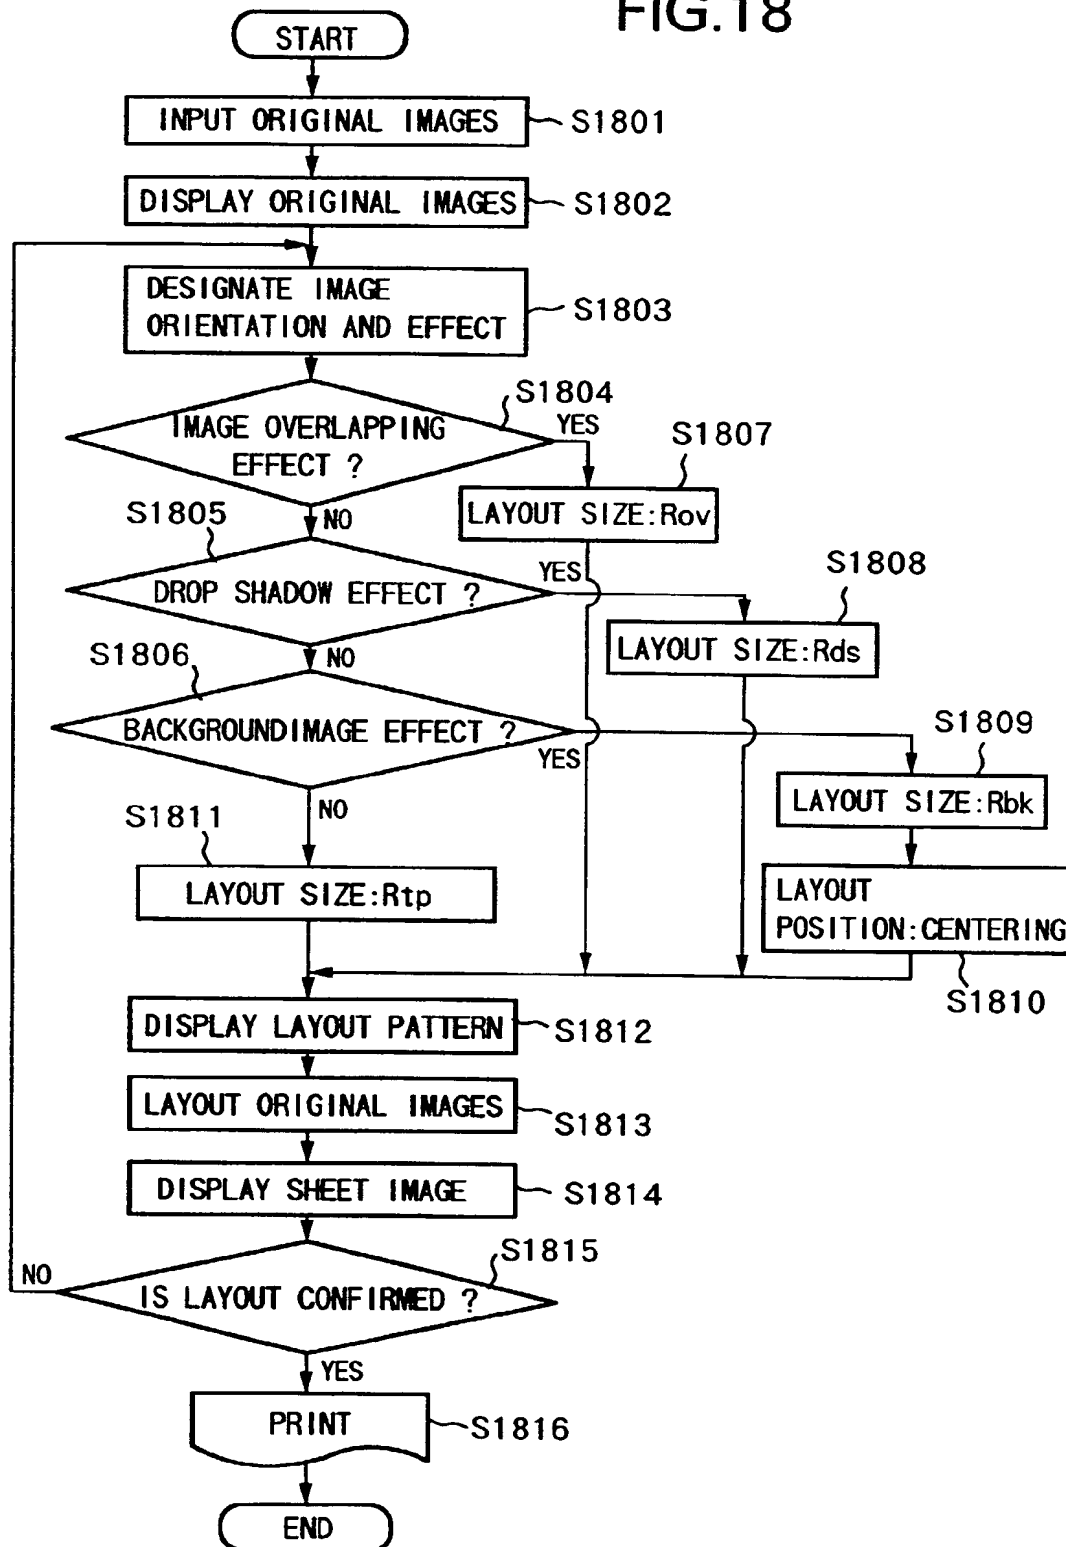 FIG.18
START
INPUT ORIGINAL IMAGES
S1801
DISPLAY ORIGINAL IMAGES
S1802
DESIGNATE IMAGE
ORIENTATION AND EFFECT
S1803
S1804
IMAGE OVERLAPPING
EFFECT ?
YES
S1807
LAYOUT SIZE:Rov
NO
S1805
DROP SHADOW EFFECT ?
YES
S1808
LAYOUT SIZE:Rds
NO
S1806
BACKGROUNDIMAGE EFFECT ?
YES
S1809
LAYOUT SIZE:Rbk
NO
S1811
LAYOUT SIZE:Rtp
LAYOUT
POSITION:CENTERING
S1810
DISPLAY LAYOUT PATTERN
S1812
LAYOUT ORIGINAL IMAGES
S1813
DISPLAY SHEET IMAGE
S1814
S1815
NO
IS LAYOUT CONFIRMED ?
YES
PRINT
S1816
END